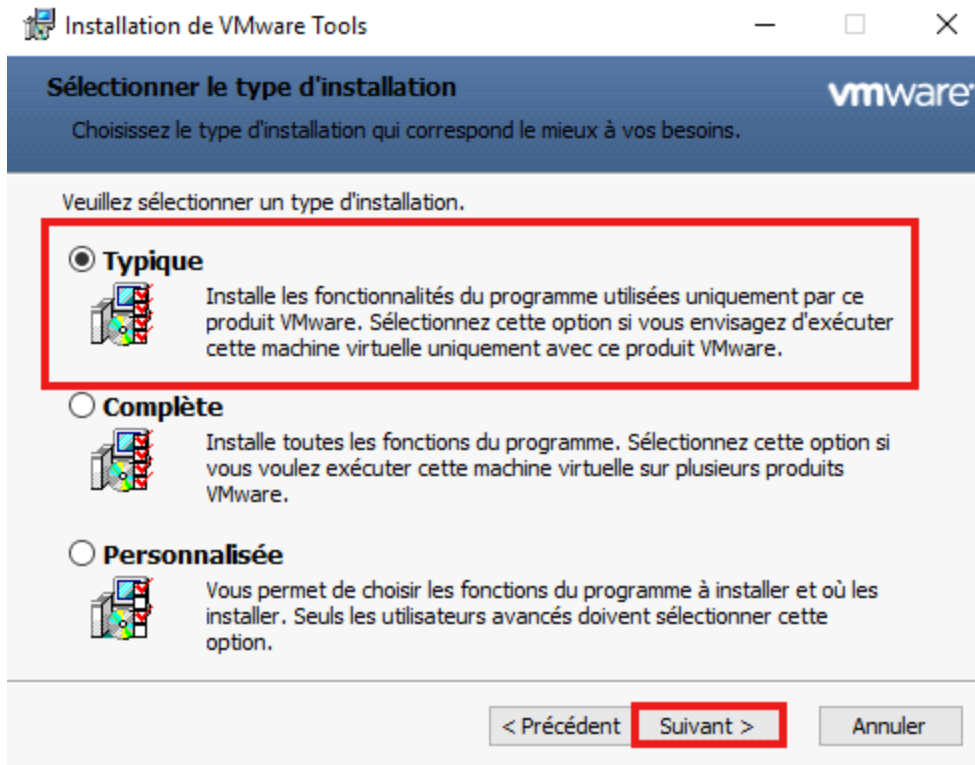 Installation de VMware Tools
Sélectionner le type d'installation
vmware
Choisissez le type d'installation qui correspond le mieux à vos besoins.
Veuillez sélectionner un type d'installation.
Typique
Installe les fonctionnalités du programme utilisées uniquement par ce
produit VMware. Sélectionnez cette option si vous envisagez d'exécuter
cette machine virtuelle uniquement avec ce produit VMware.
Complète
Installe toutes les fonctions du programme. Sélectionnez cette option si
vous voulez exécuter cette machine virtuelle sur plusieurs produits
VMware.
Personnalisée
Vous permet de choisir les fonctions du programme à installer et où les
installer. Seuls les utilisateurs avancés doivent sélectionner cette
option.
< Précédent
Suivant >
Annuler